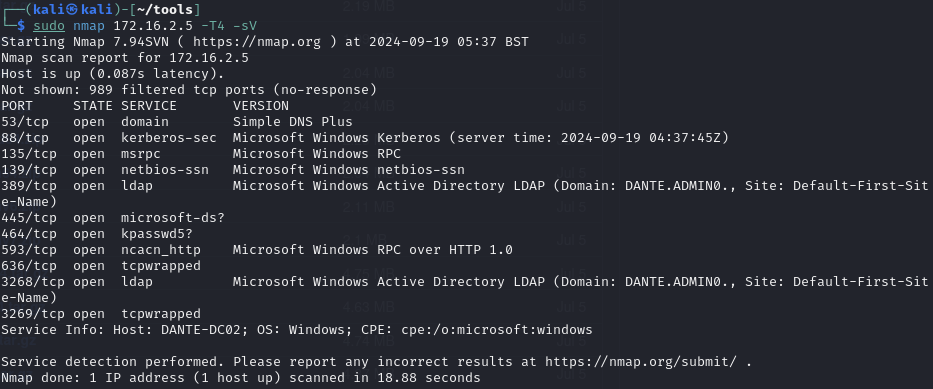 ┌──(kali㉿kali)-[~/tools]
└─$ sudo nmap 172.16.2.5 -T4 -sV
Starting Nmap 7.94SVN ( https://nmap.org ) at 2024-09-19 05:37 BST
Nmap scan report for 172.16.2.5
Host is up (0.087s latency).
Not shown: 989 filtered tcp ports (no-response)
PORT     STATE SERVICE       VERSION
53/tcp   open  domain        Simple DNS Plus
88/tcp   open  kerberos-sec  Microsoft Windows Kerberos (server time: 2024-09-19 04:37:45Z)
135/tcp  open  msrpc         Microsoft Windows RPC
139/tcp  open  netbios-ssn   Microsoft Windows netbios-ssn
389/tcp  open  ldap          Microsoft Windows Active Directory LDAP (Domain: DANTE.ADMIN0., Site: Default-First-Sit
e-Name)
445/tcp  open  microsoft-ds?
464/tcp  open  kpasswd5?
593/tcp  open  ncacn_http    Microsoft Windows RPC over HTTP 1.0
636/tcp  open  tcpwrapped
3268/tcp open  ldap          Microsoft Windows Active Directory LDAP (Domain: DANTE.ADMIN0., Site: Default-First-Sit
e-Name)
3269/tcp open  tcpwrapped
Service Info: Host: DANTE-DC02; OS: Windows; CPE: cpe:/o:microsoft:windows
Service detection performed. Please report any incorrect results at https://nmap.org/submit/ .
Nmap done: 1 IP address (1 host up) scanned in 18.88 seconds